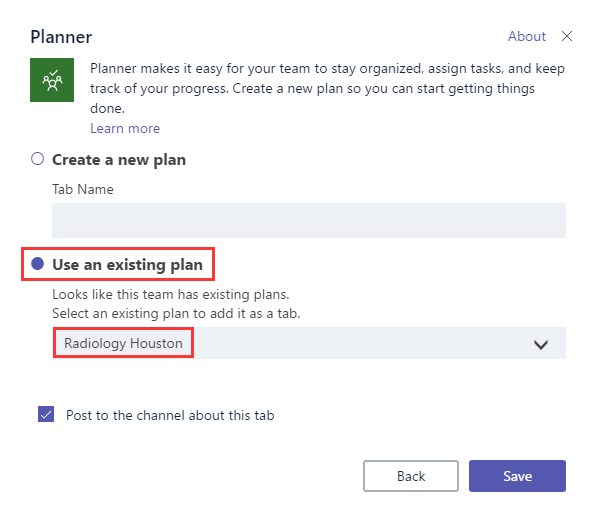 Planner
About
Planner makes it easy for your team to stay organized, assign tasks, and keep
track of your progress. Create a new plan so you can start getting things
done.
Learn more
Create a new plan
Tab Name
Use an existing plan
Looks like this team has existing plans.
Select an existing plan to add it as a tab.
Radiology Houston
Post to the channel about this tab
Back
Save